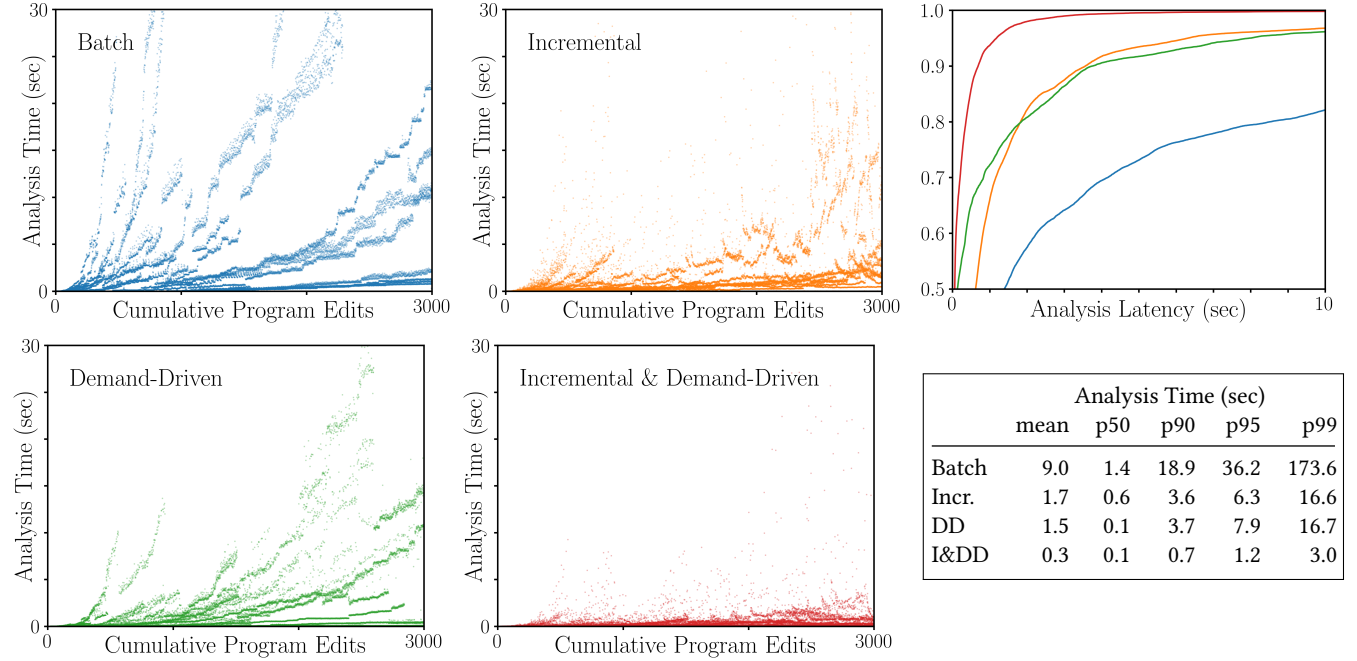 30
Batch
Analysis Time (sec)
0
0
Cumulative Program Edits
3000
30
Incremental
Analysis Time (sec)
0
0
Cumulative Program Edits
3000
1.0
0.9
0.8
0.7
0.6
0.5
0
Analysis Latency (sec)
10
30
Demand-Driven
Analysis Time (sec)
0
0
Cumulative Program Edits
3000
30
Incremental & Demand-Driven
Analysis Time (sec)
0
0
Cumulative Program Edits
3000
Analysis Time (sec)
mean p50 p90 p95 p99
Batch 9.0 1.4 18.9 36.2 173.6
Incr. 1.7 0.6 3.6 6.3 16.6
DD 1.5 0.1 3.7 7.9 16.7
I&DD 0.3 0.1 0.7 1.2 3.0